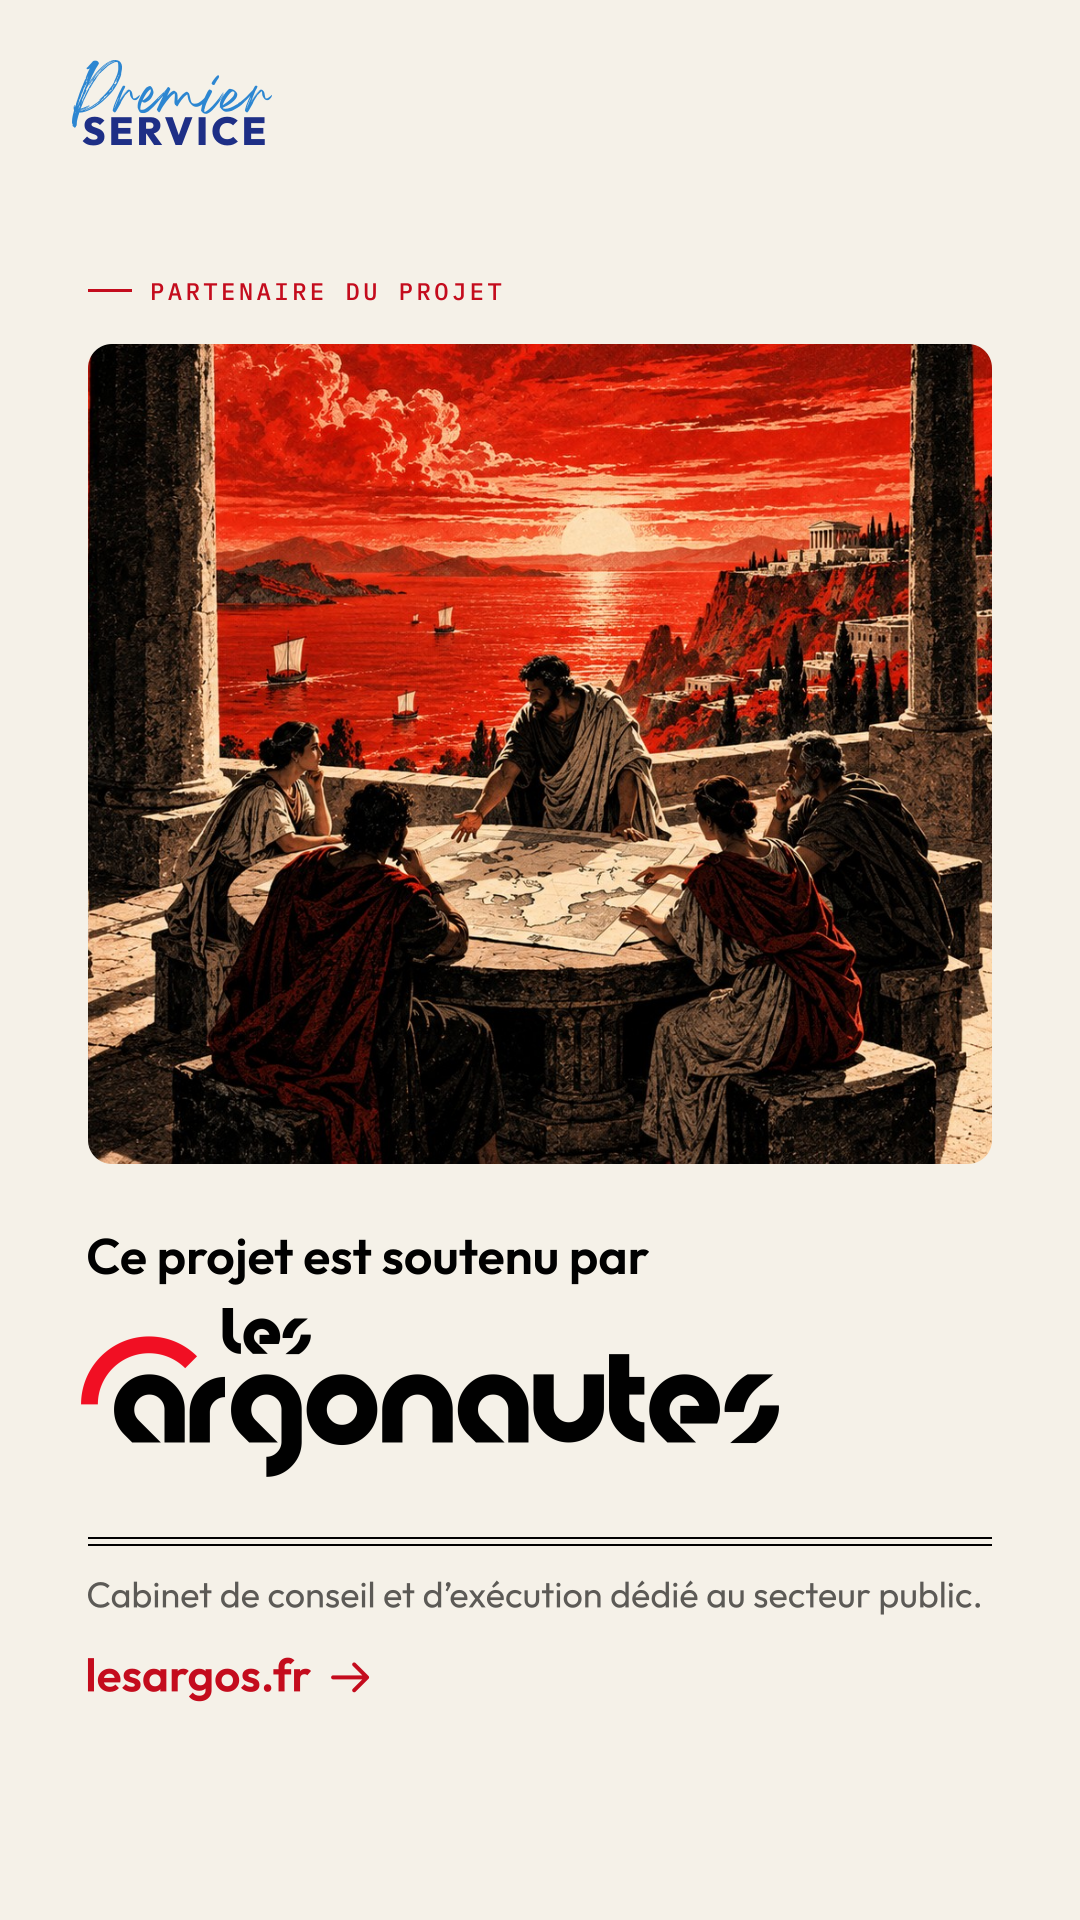 Premier
SERVICE
PARTENAIRE DU PROJET
Ce projet est soutenu par
les
argonautes
Cabinet de conseil et d’exécution dédié au secteur public.
lesargos.fr →